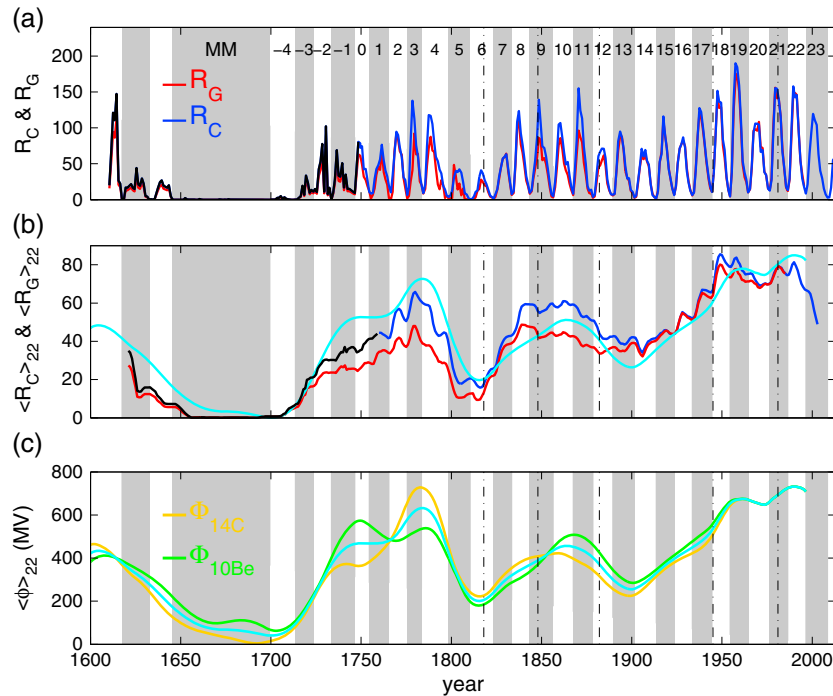 (a)
MM -4 -3 -2 -1 0 1 2 3 4 5 6 7 8 9 10 11 12 13 14 15 16 17 18 19 20 21 22 23
200
150
100
50
0
R_C & R_G
R_G
R_C
(b)
80
60
40
20
0
<R_C>_22 & <R_G>_22
(c)
800
600
400
200
0
<ϕ>_22 (MV)
Φ_14C
Φ_10Be
1600 1650 1700 1750 1800 1850 1900 1950 2000
year